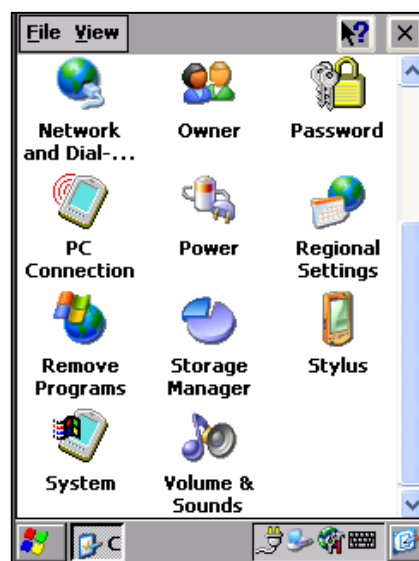 File View
Network and Dial-...
Owner
Password
PC Connection
Power
Regional Settings
Remove Programs
Storage Manager
Stylus
System
Volume & Sounds
C